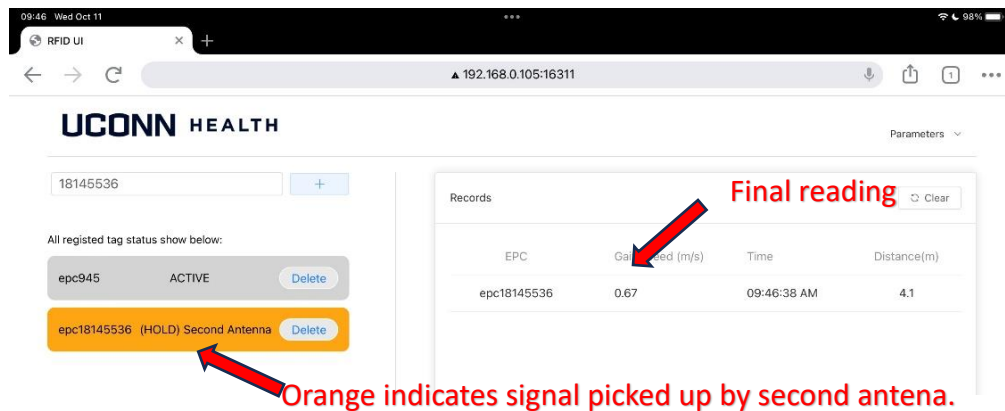 09:46 Wed Oct 11
98%
RFID UI
192.168.0.105:16311
1
UCONN HEALTH
Parameters
18145536
+
Records
Final reading
Clear
All registed tag status show below:
EPC Time Distance(m)
(m/s)
epc945 ACTIVE Delete
epc18145536 0.67 09:46:38 AM 4.1
epc18145536 (HOLD) Second Antenna Delete
Orange indicates signal picked up by second antena.